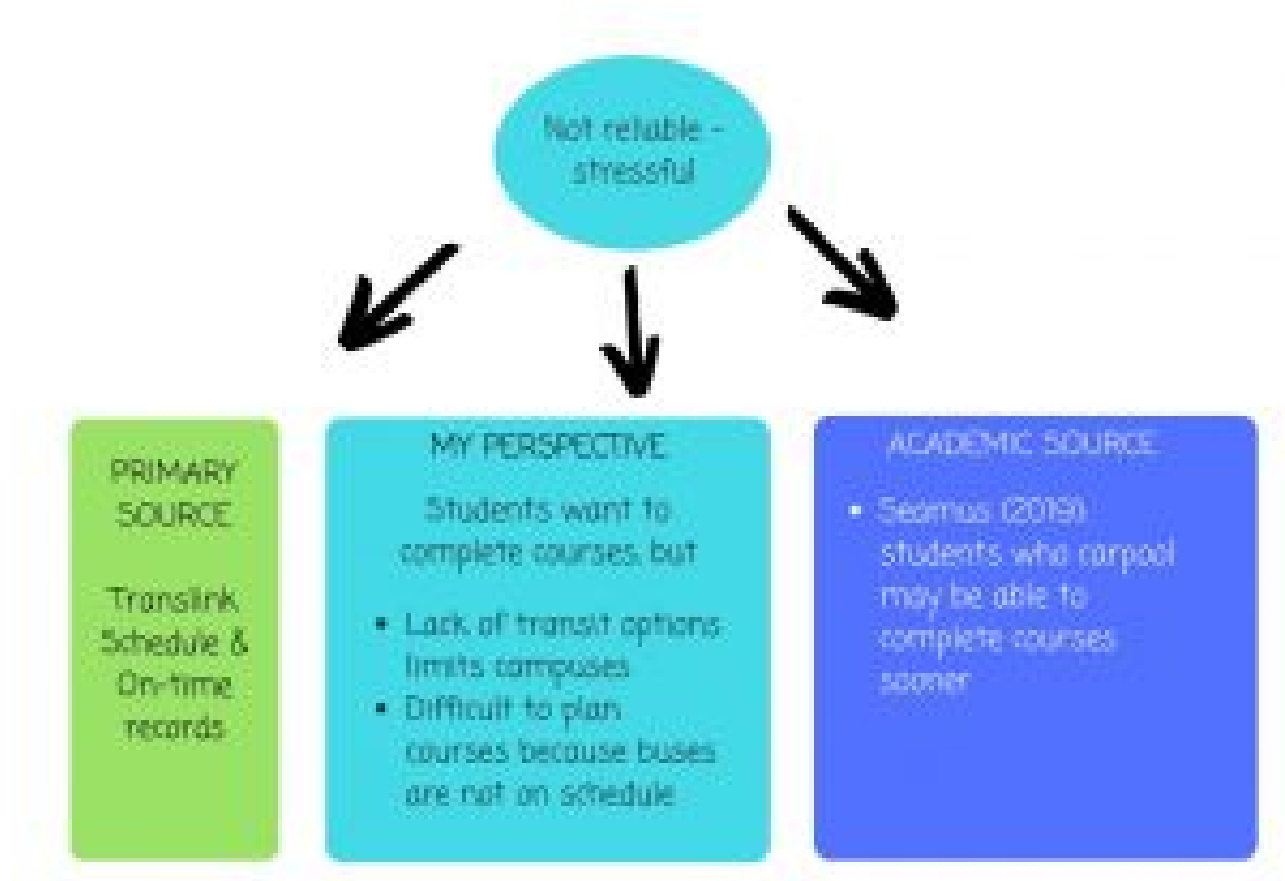 Not reliable -
stressful
PRIMARY
SOURCE
Translink
Schedule &
On-time
records
MY PERSPECTIVE
Students want to
complete courses, but
• Lack of transit options
limits campuses
• Difficult to plan
courses because buses
are not on schedule
ACADEMIC SOURCE
• Seamus (2019)
students who carpool
may be able to
complete courses
sooner